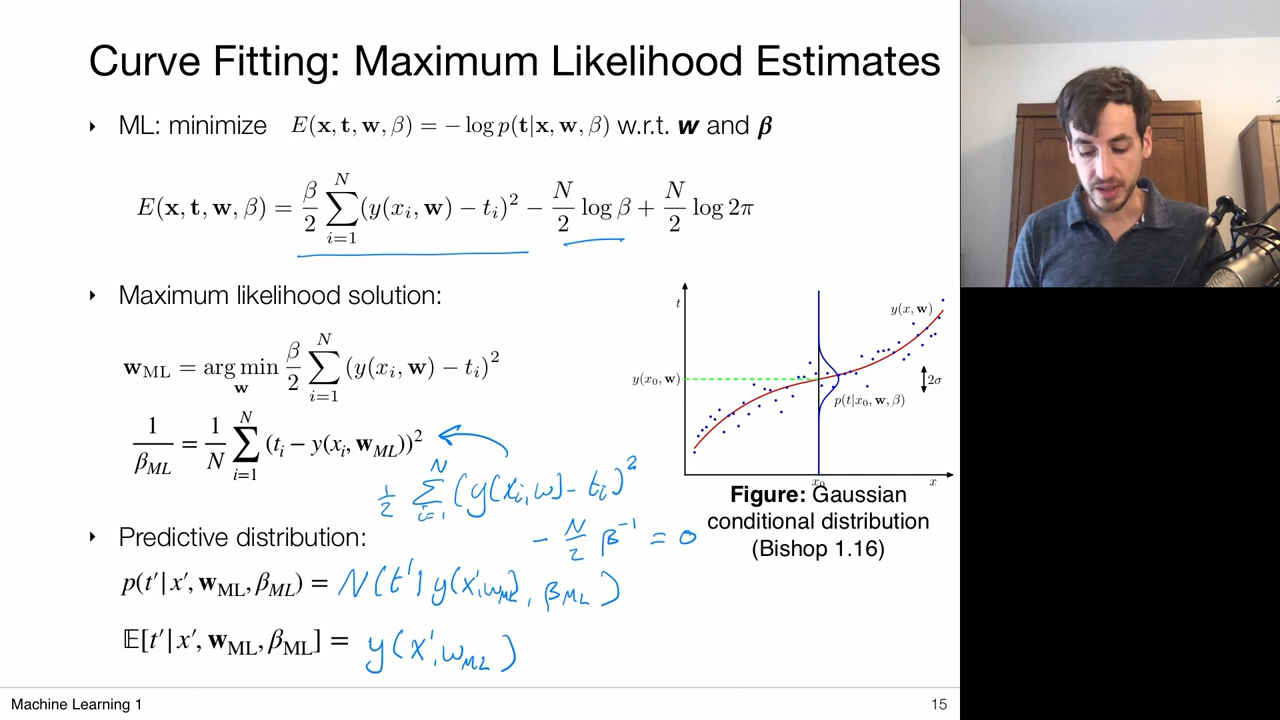 Curve Fitting: Maximum Likelihood Estimates
‣ ML: minimize E(𝐱, 𝐭, 𝐰, β) = − log p(𝐭|𝐱, 𝐰, β) w.r.t. w and β
E(𝐱, 𝐭, 𝐰, β) = β/2 ∑_{i=1}^{N} (y(x_i, 𝐰) − t_i)² − N/2 log β + N/2 log 2π
‣ Maximum likelihood solution:
𝐰_ML = arg min_𝐰 β/2 ∑_{i=1}^{N} (y(x_i, 𝐰) − t_i)²
1/β_ML = 1/N ∑_{i=1}^{N} (t_i − y(x_i, 𝐰_ML))²
1/2 ∑_{i=1}^{N} (y(x_i, w) − t_i)²
− N/2 β^{-1} = 0
‣ Predictive distribution:
p(t′|x′, 𝐰_ML, β_ML) = N(t′| y(x′, w_ML), β_ML)
𝔼[t′|x′, 𝐰_ML, β_ML] = y(x′, w_ML)
t
y(x, 𝐰)
y(x₀, 𝐰)
2σ
p(t|x₀, 𝐰, β)
x₀
x
Figure: Gaussian
conditional distribution
(Bishop 1.16)
Machine Learning 1
15